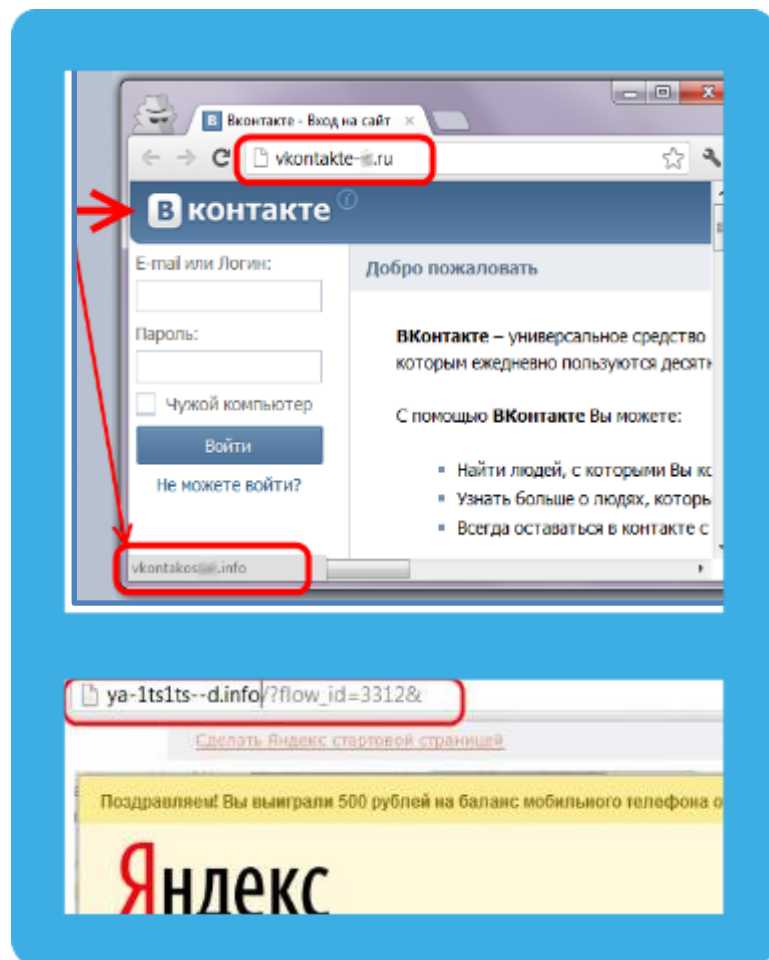 Вконтакте - Вход на сайт
vkontakte- .ru
В контакте
E-mail или Логин:
Добро пожаловать
Пароль:
ВКонтакте – универсальное средство
которым ежедневно пользуются десятк
Чужой компьютер
С помощью ВКонтакте Вы можете:
Войти
Найти людей, с которыми Вы кс
Не можете войти?
Узнать больше о людях, которь
Всегда оставаться в контакте с
vkontakos .info
ya-1ts1ts--d.info/?flow_id=3312&
Сделать Яндекс стартовой страницей
Поздравляем! Вы выиграли 500 рублей на баланс мобильного телефона о
Яндекс